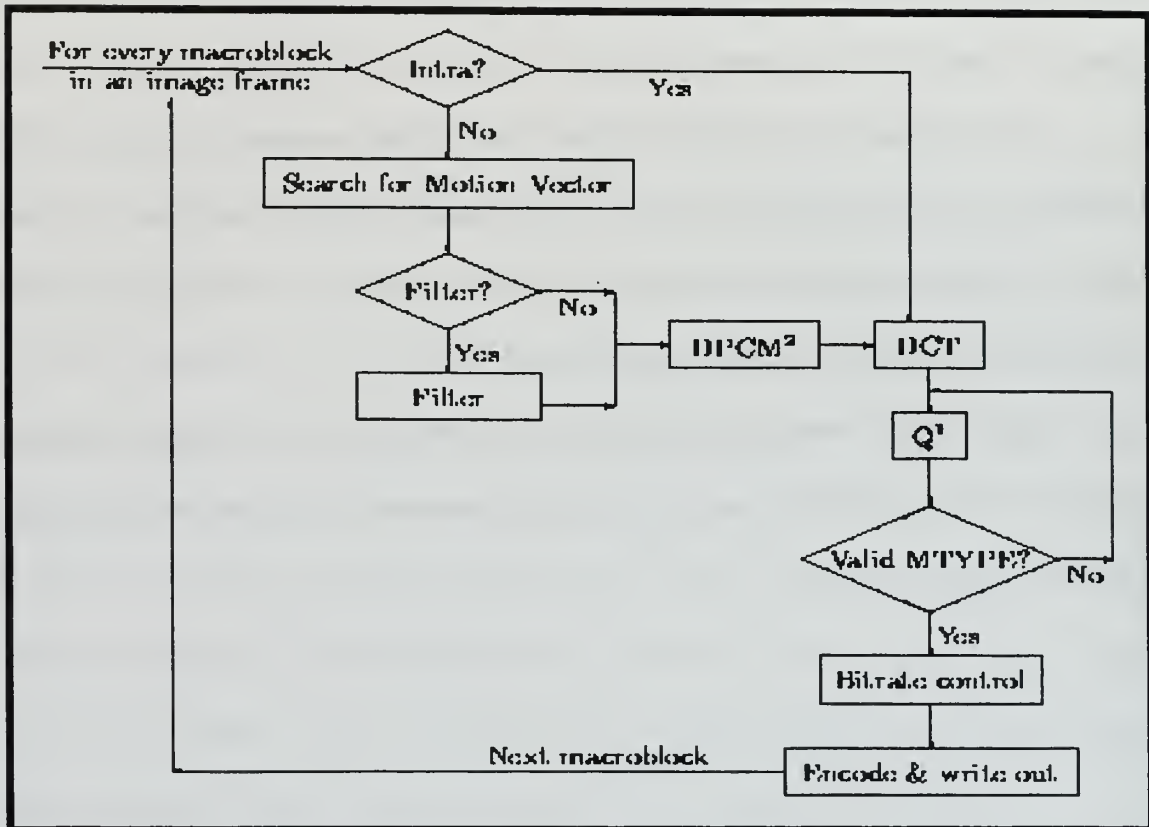 For every macroblock
in an image frame
Intra?
Yes
No
Search for Motion Vector
Filter?
No
Yes
Filter
DPCM²
DCT
Q¹
Valid MTYPE?
No
Yes
Bitrate control
Next macroblock
Encode & write out